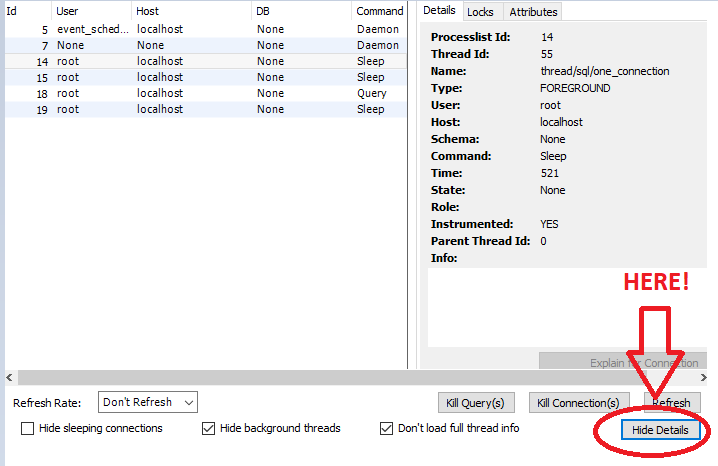 Id User Host DB Command
5 event_sched... localhost None Daemon
7 None None None Daemon
14 root localhost None Sleep
15 root localhost None Sleep
18 root localhost None Query
19 root localhost None Sleep
Details Locks Attributes
Processlist Id: 14
Thread Id: 55
Name: thread/sql/one_connection
Type: FOREGROUND
User: root
Host: localhost
Schema: None
Command: Sleep
Time: 521
State: None
Role:
Instrumented: YES
Parent Thread Id: 0
Info:
HERE!
Explain for Connection
Refresh Rate: Don't Refresh Kill Query(s) Kill Connection(s) Refresh
Hide sleeping connections Hide background threads Don't load full thread info Hide Details